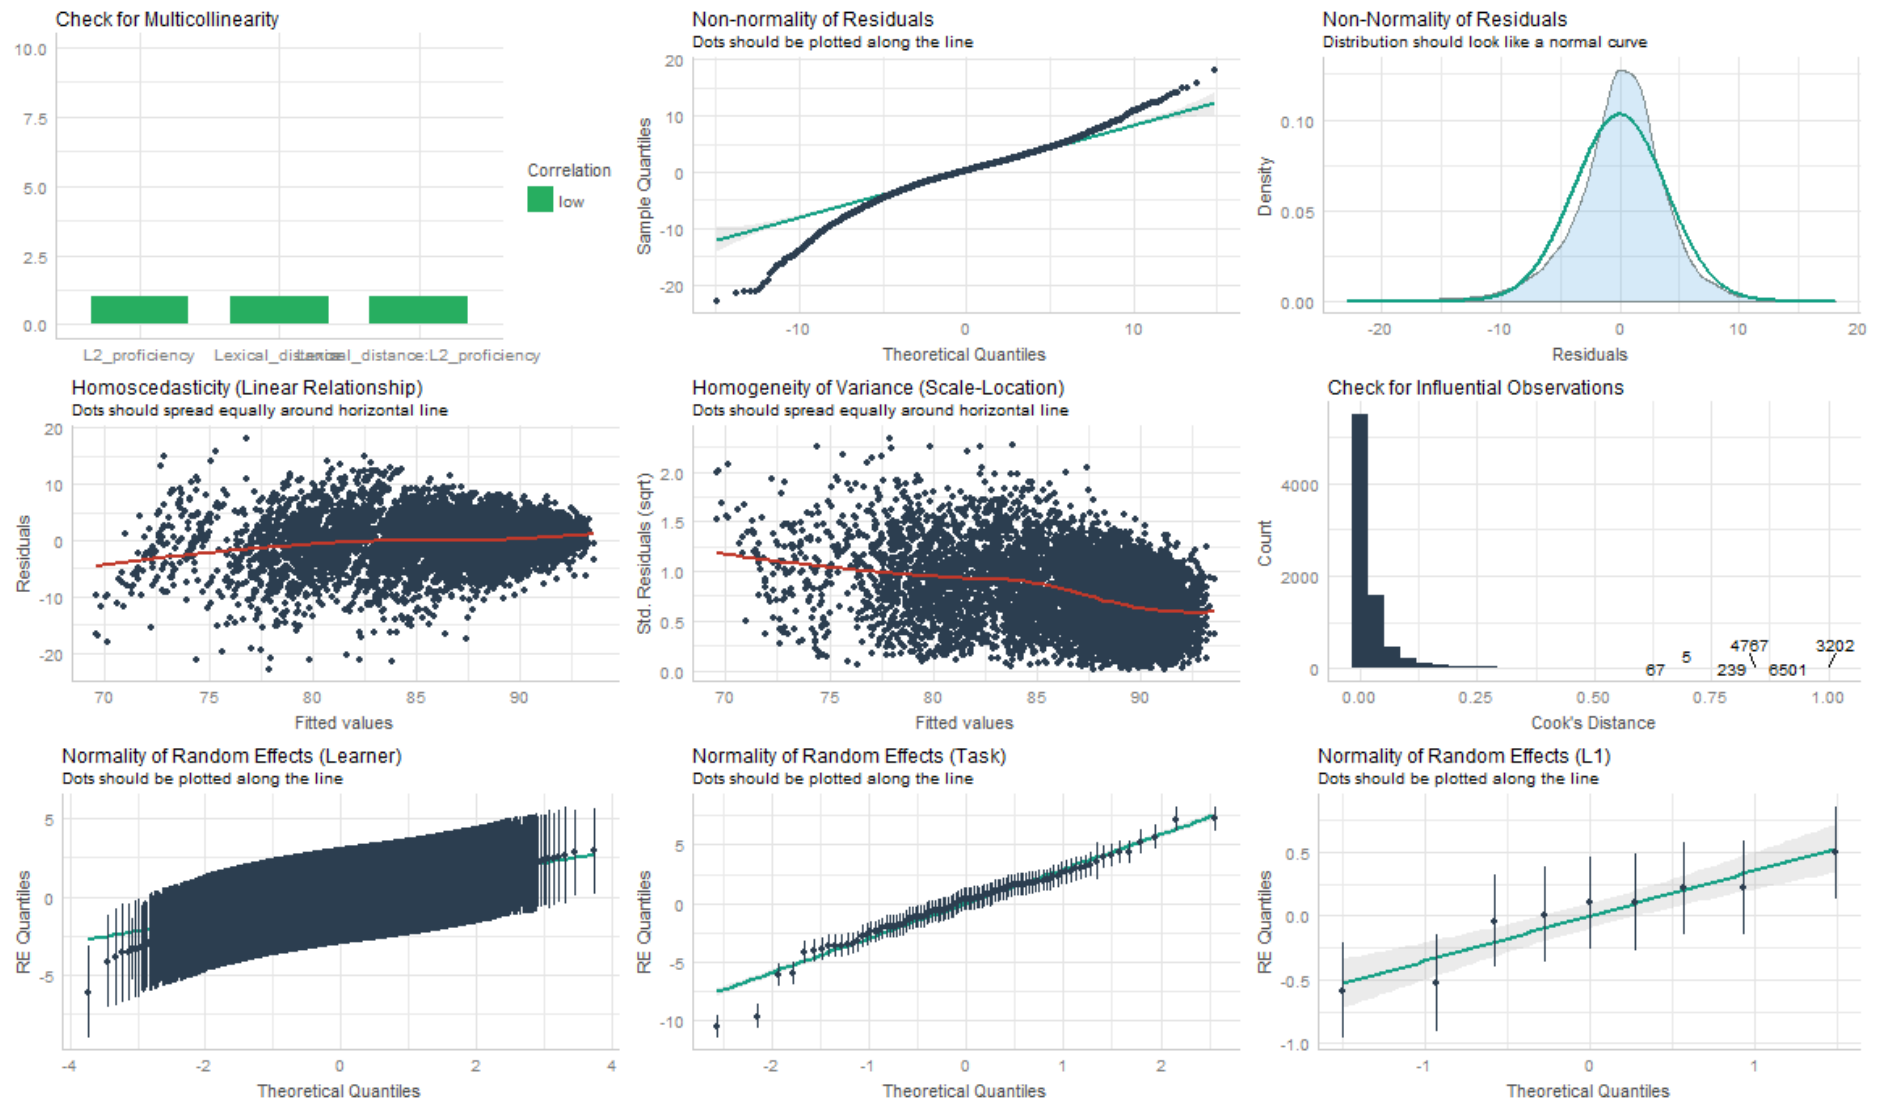 Check for Multicollinearity
10.0
7.5
5.0
2.5
0.0
L2_proficiency
Lexical_distance
Lexical_distance:L2_proficiency
Correlation
low
Non-normality of Residuals
Dots should be plotted along the line
Sample Quantiles
20
10
0
-10
-20
-10 0 10
Theoretical Quantiles
Non-Normality of Residuals
Distribution should look like a normal curve
Density
0.10
0.05
0.00
-20 -10 0 10 20
Residuals
Homoscedasticity (Linear Relationship)
Dots should spread equally around horizontal line
Residuals
20
10
0
-10
-20
70 75 80 85 90
Fitted values
Homogeneity of Variance (Scale-Location)
Dots should spread equally around horizontal line
Std. Residuals (sqrt)
2.0
1.5
1.0
0.5
0.0
70 75 80 85 90
Fitted values
Check for Influential Observations
Count
4000
2000
0
67
5
239
4767
6501
3202
0.00 0.25 0.50 0.75 1.00
Cook's Distance
Normality of Random Effects (Learner)
Dots should be plotted along the line
RE Quantiles
5
0
-5
-4 -2 0 2 4
Theoretical Quantiles
Normality of Random Effects (Task)
Dots should be plotted along the line
RE Quantiles
5
0
-5
-10
-2 -1 0 1 2
Theoretical Quantiles
Normality of Random Effects (L1)
Dots should be plotted along the line
RE Quantiles
0.5
0.0
-0.5
-1.0
-1 0 1
Theoretical Quantiles